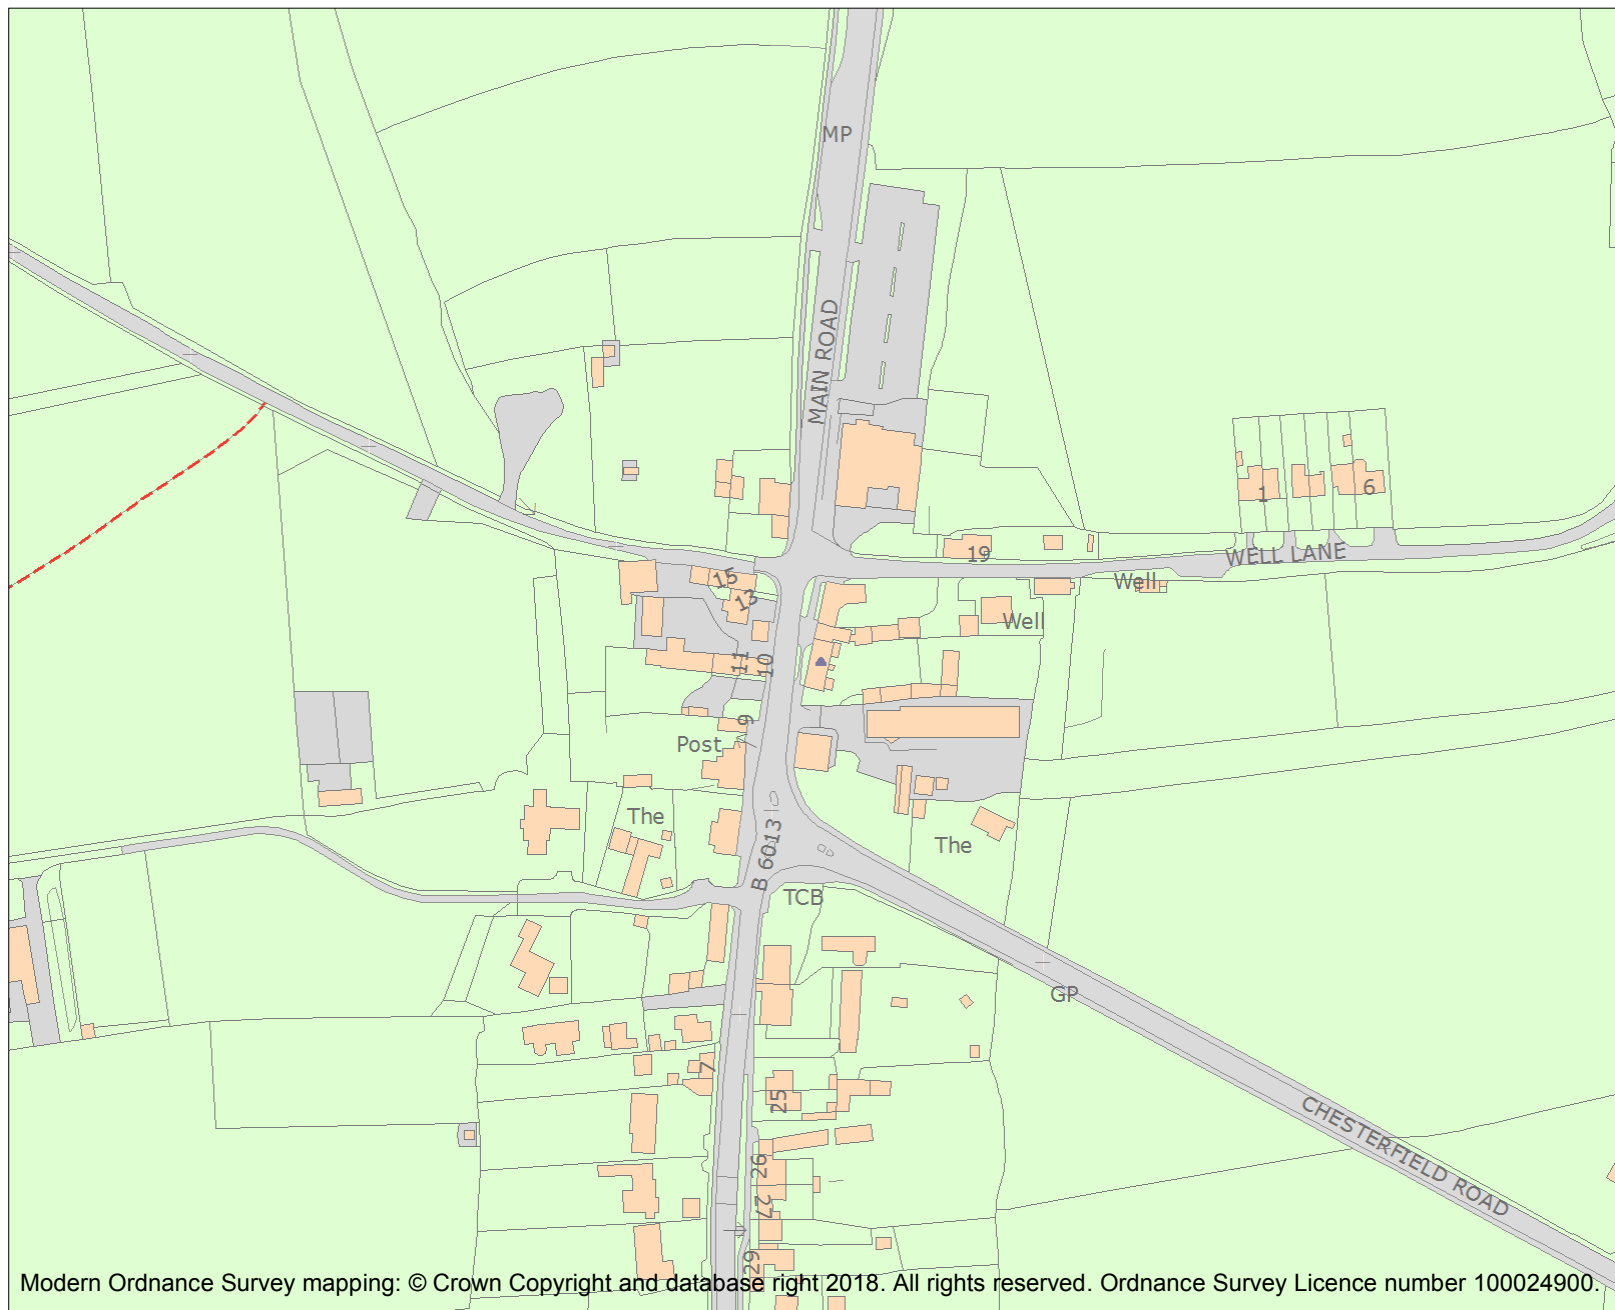 MP
MAIN ROAD
1
6
19
WELL LANE
15
Well
13
Well
11
10
9
Post
The
B 6013
The
TCB
GP
7
25
CHESTERFIELD ROAD
26
27
29
Modern Ordnance Survey mapping: © Crown Copyright and database right 2018. All rights reserved. Ordnance Survey Licence number 100024900.